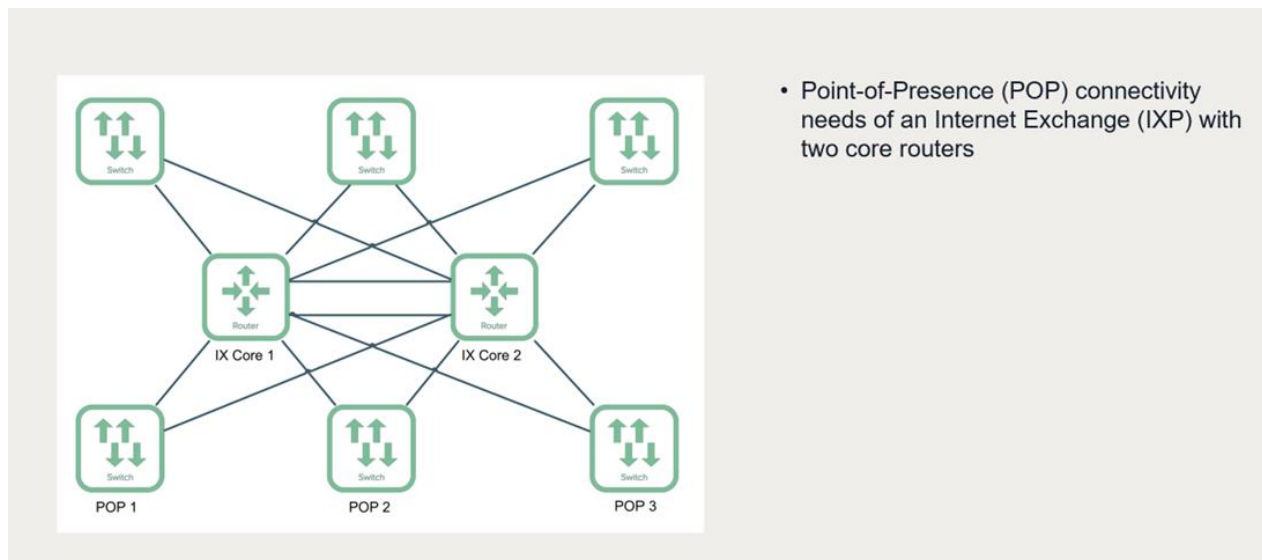 Switch
Switch
Switch
Router
IX Core 1
Router
IX Core 2
Switch
POP 1
Switch
POP 2
Switch
POP 3
• Point-of-Presence (POP) connectivity
needs of an Internet Exchange (IXP) with
two core routers